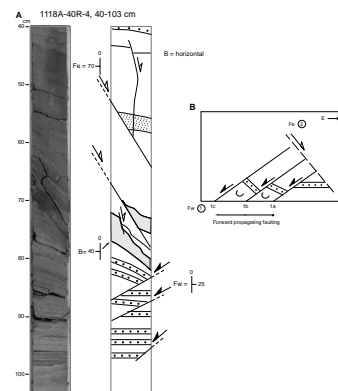 A 1118A-40R-4, 40-103 cm
40
cm
50
60
70
80
90
100
0
Fe = 70
B = horizontal
0
B= 40
0
Fw =
25
B
E
Fe 2
Fw 1
1c 1b 1a
Forward propagating faulting